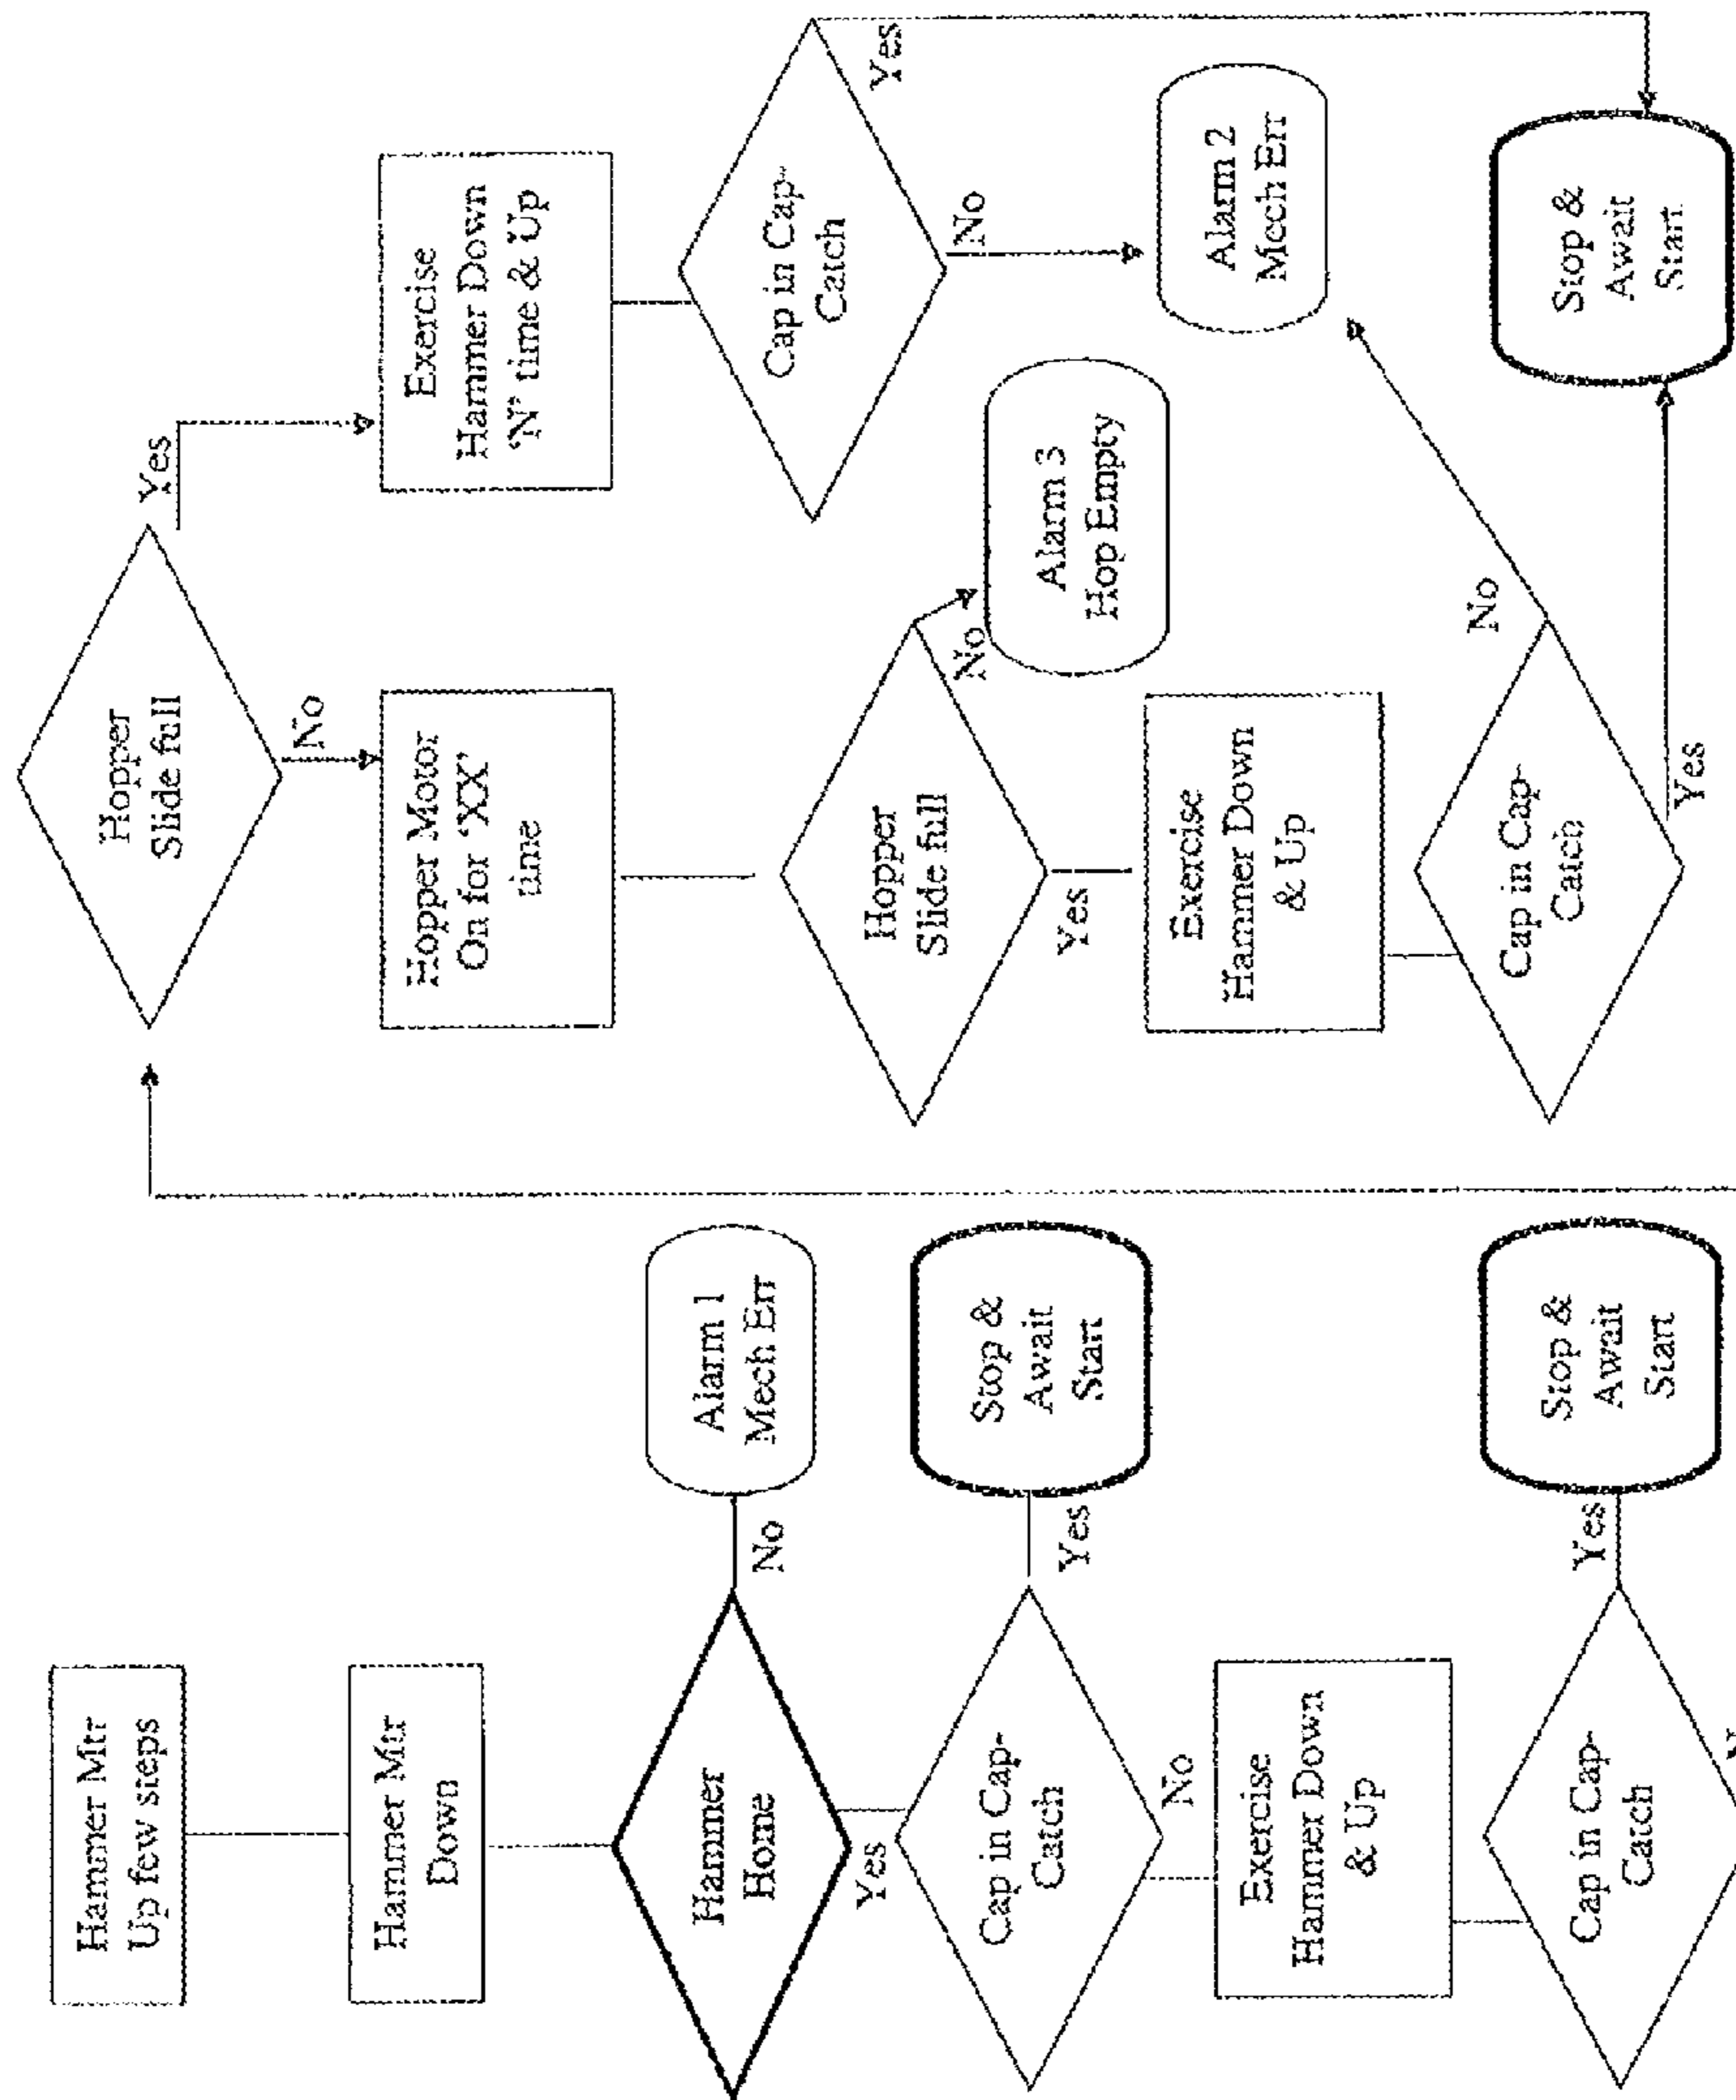 Hammer Mtr
Up few steps
Hammer Mtr
Down
Hammer
Home
No
Alarm 1
Mech Err
Yes
Cap in Cap-
Catch
Yes
Stop &
Await
Start
No
Exercise
Hammer Down
& Up
Cap in Cap-
Catch
Yes
Stop &
Await
Start
Hopper
Slide full
Yes
No
Hopper Motor
On for ‘XX’
time
Exercise
Hammer Down
‘N’ time & Up
Hopper
Slide full
No
Alarm 3
Hop Empty
Cap in Cap-
Catch
Yes
No
Alarm 2
Mech Err
Yes
Exercise
Hammer Down
& Up
Cap in Cap-
Catch
No
Yes
Stop &
Await
Start